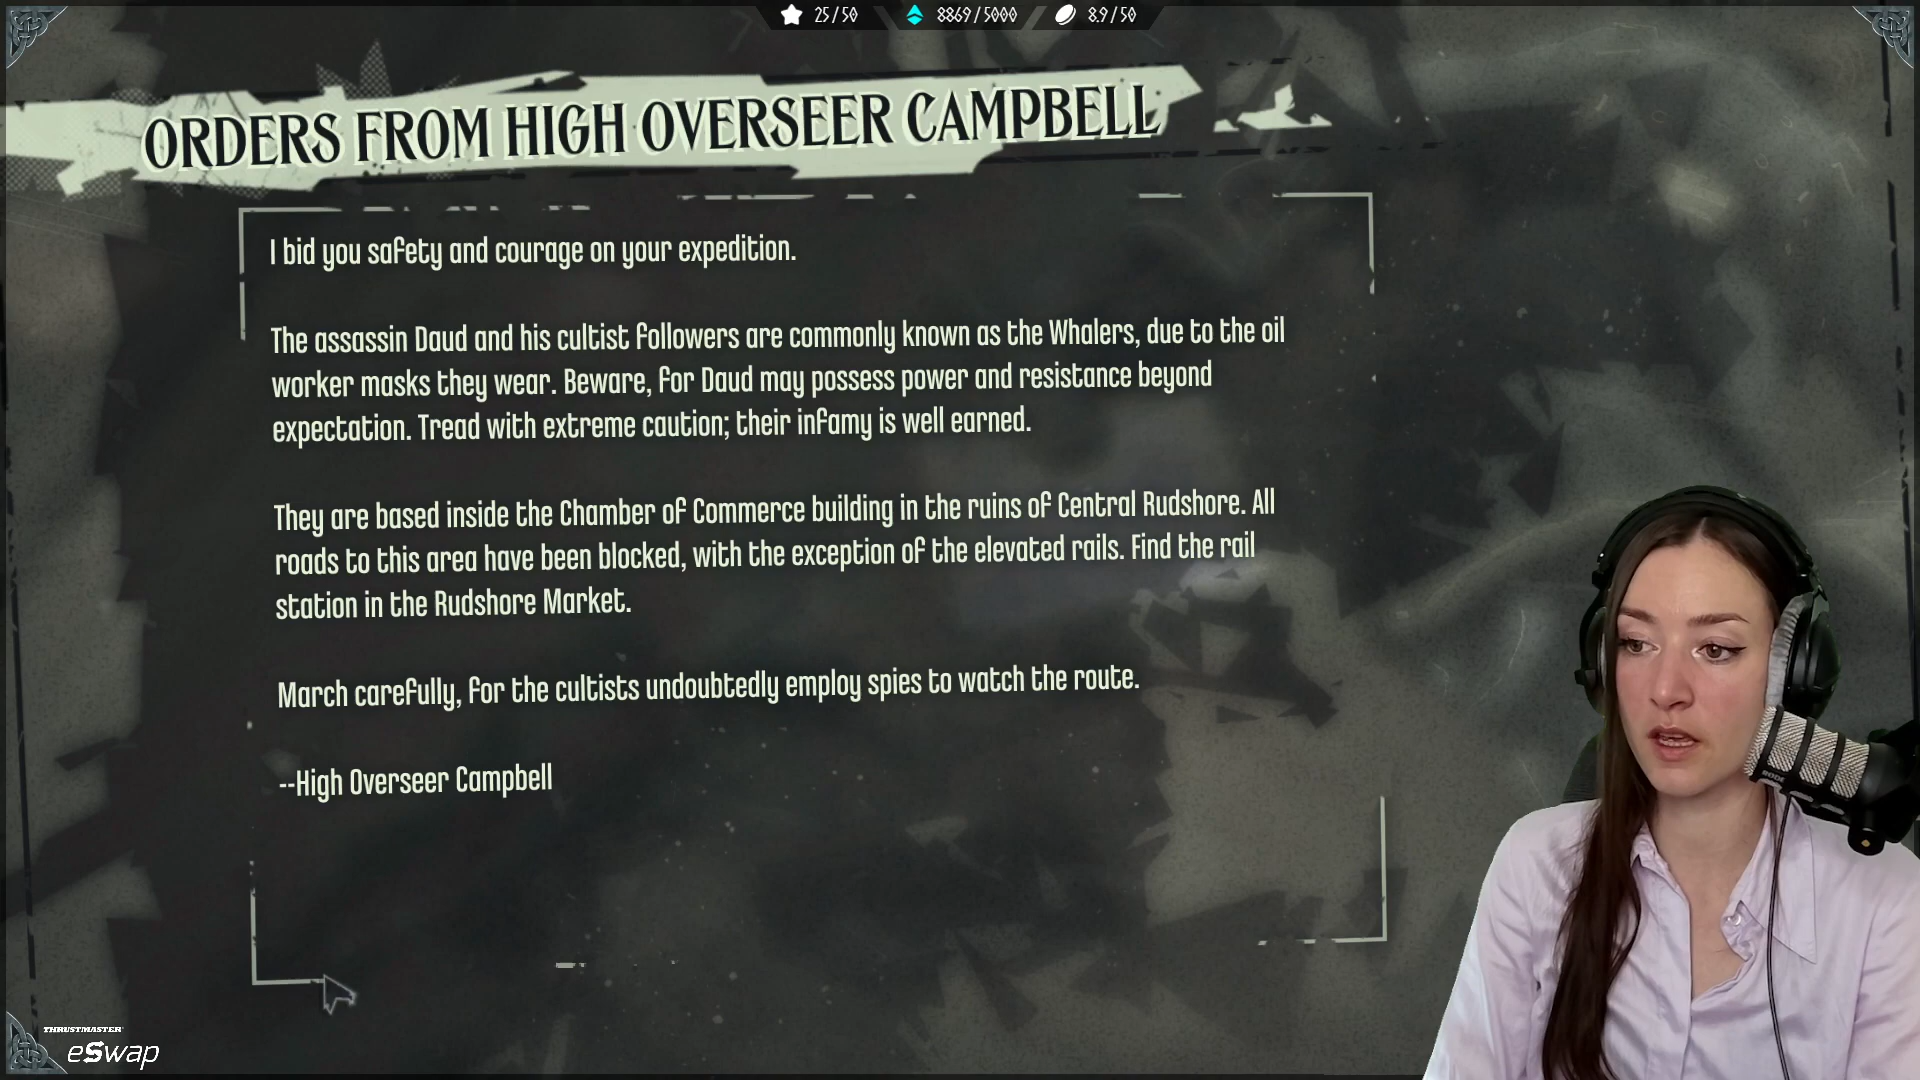 25/50
8869/5000
8.9/50
ORDERS FROM HIGH OVERSEER CAMPBELL
I bid you safety and courage on your expedition.
The assassin Daud and his cultist followers are commonly known as the Whalers, due to the oil
worker masks they wear. Beware, for Daud may possess power and resistance beyond
expectation. Tread with extreme caution; their infamy is well earned.
They are based inside the Chamber of Commerce building in the ruins of Central Rudshore. All
roads to this area have been blocked, with the exception of the elevated rails. Find the rail
station in the Rudshore Market.
March carefully, for the cultists undoubtedly employ spies to watch the route.
--High Overseer Campbell
RODE
THRUSTMASTER
eSwap